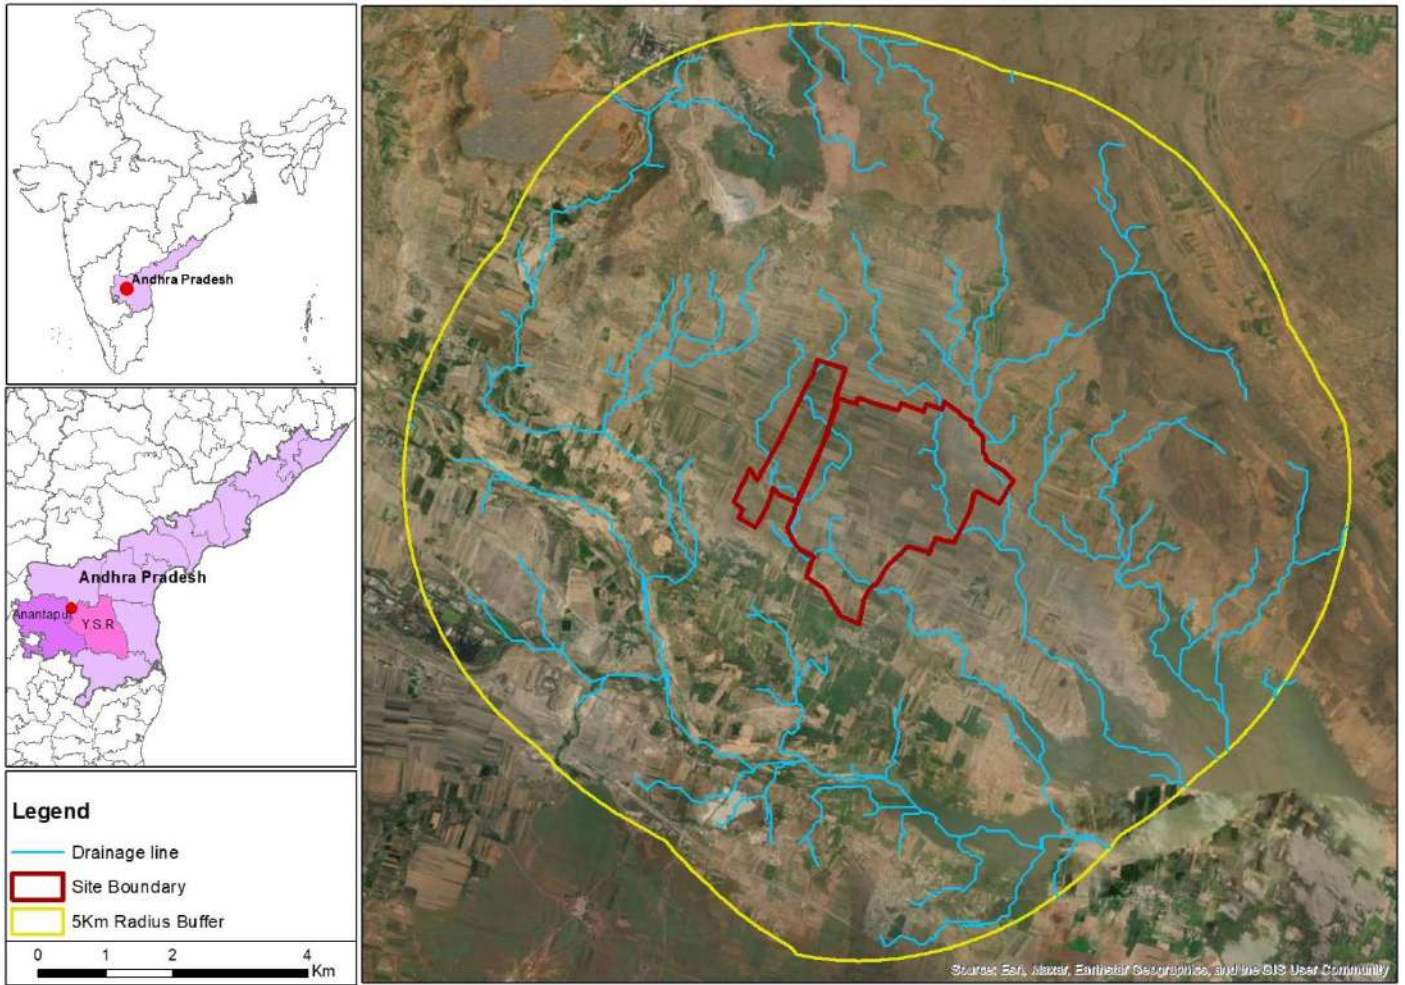 Andhra Pradesh
Andhra Pradesh
Anantapur
Y.S.R
Legend
Drainage line
Site Boundary
5Km Radius Buffer
0 1 2 4
Km
Source: Esri, Maxar, Earthstar Geographics, and the GIS User Community